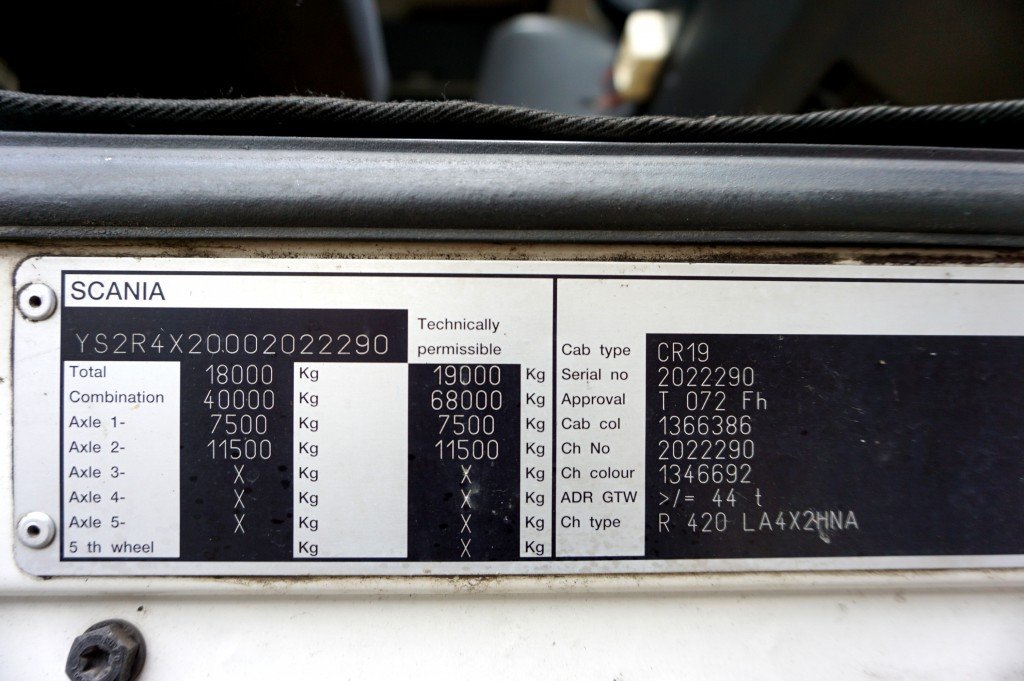 SCANIA
YS2R4X20002022290
Technically
permissible
Total 18000 Kg 19000 Kg
Combination 40000 Kg 68000 Kg
Axle 1- 7500 Kg 7500 Kg
Axle 2- 11500 Kg 11500 Kg
Axle 3- X Kg X Kg
Axle 4- X Kg X Kg
Axle 5- X Kg X Kg
5 th wheel Kg X Kg
Cab type CR19
Serial no 2022290
Approval T 072 Fh
Cab col 1366386
Ch No 2022290
Ch colour 1346692
ADR GTW >/= 44 t
Ch type R 420 LA4X2HNA